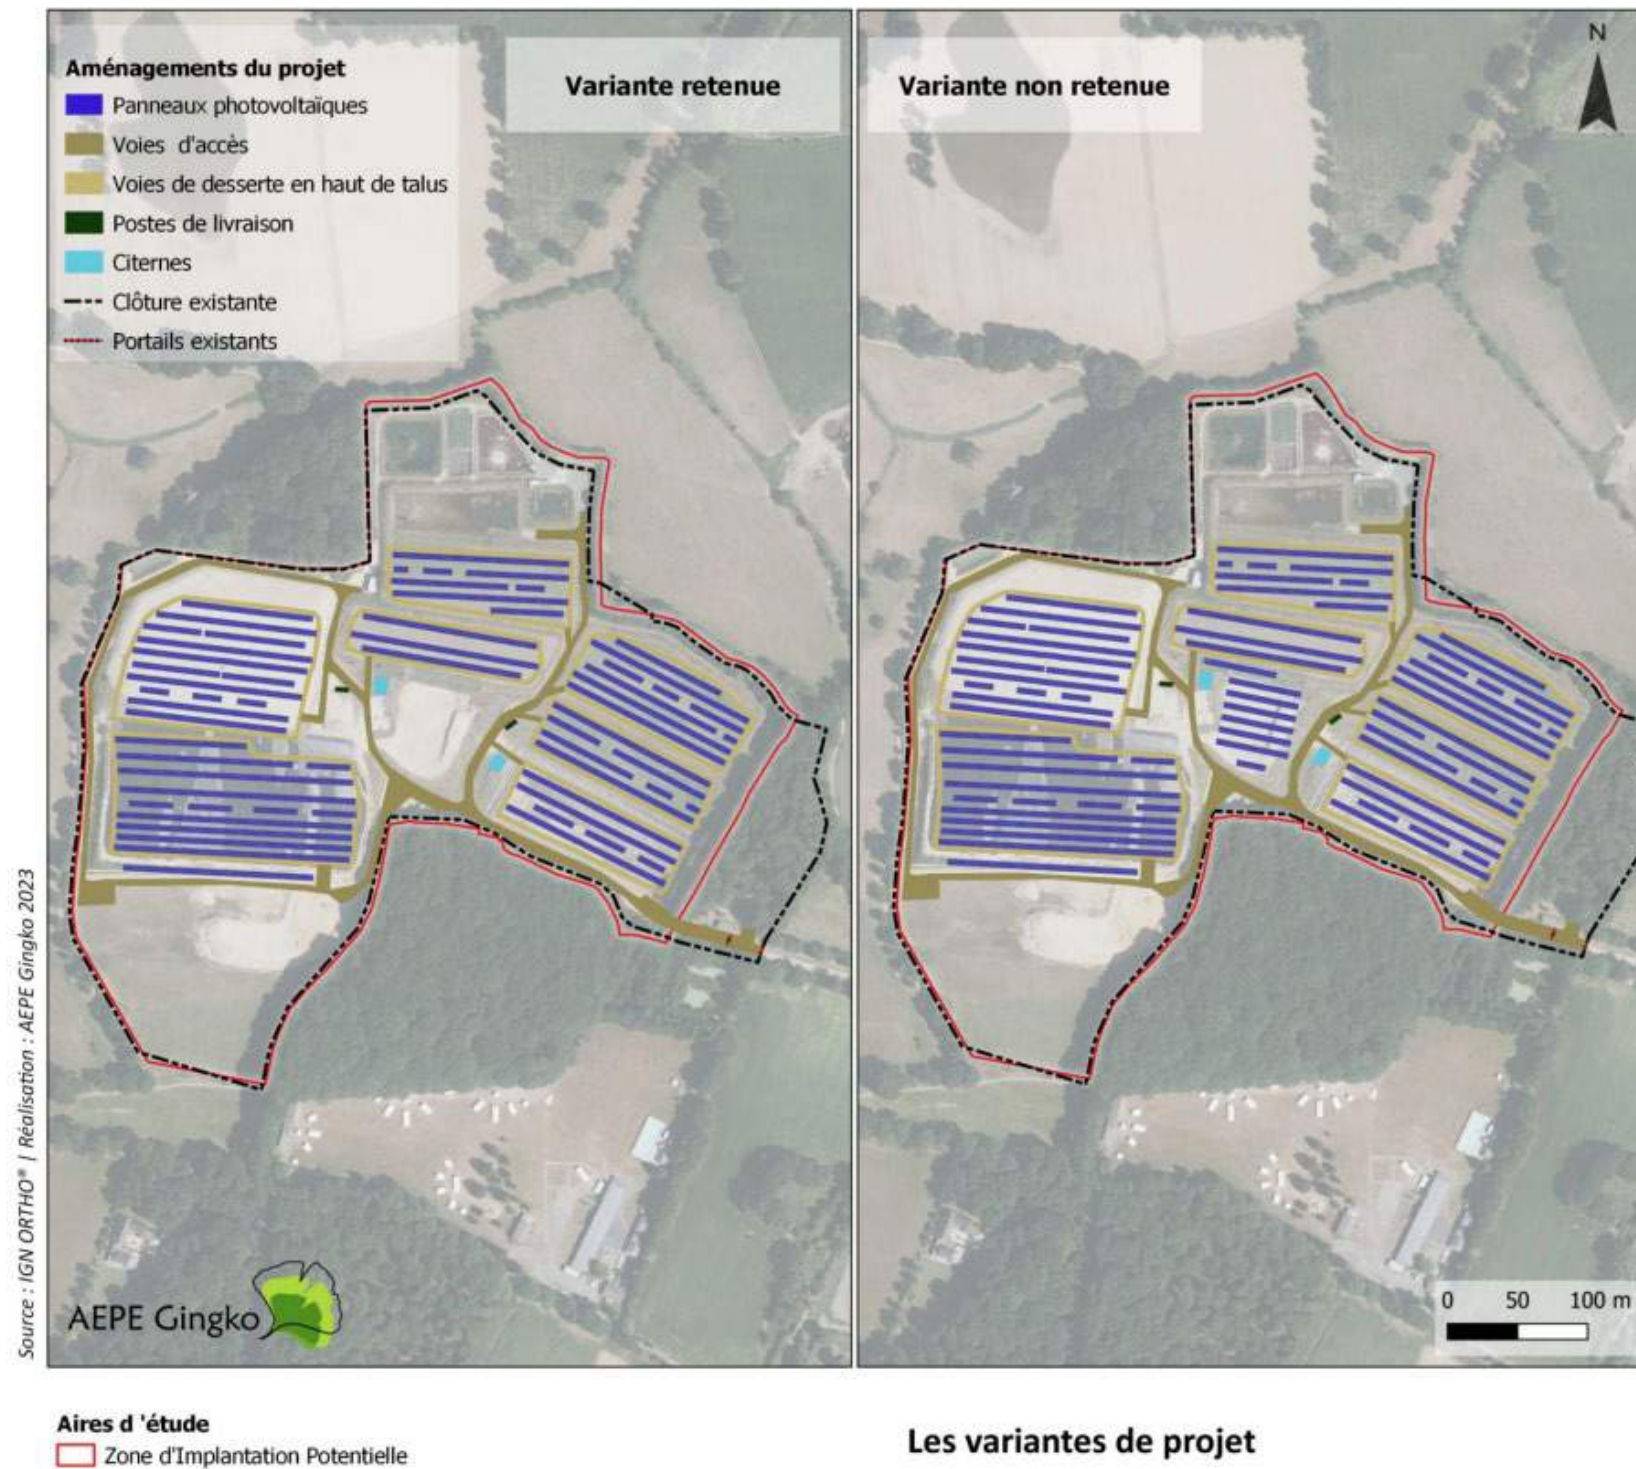 Aménagements du projet
Panneaux photovoltaïques
Voies d'accès
Voies de desserte en haut de talus
Postes de livraison
Citernes
Clôture existante
Portails existants
Variante retenue
Variante non retenue
N
Source : IGN ORTHO® | Réalisation : AEPE Gingko 2023
AEPE Gingko
0 50 100 m
Aires d 'étude
Zone d'Implantation Potentielle
Les variantes de projet